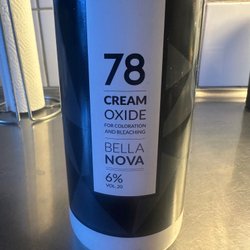 78
CREAM
OXIDE
FOR COLORATION
AND BLEACHING
BELLA
NOVA
6%
VOL. 20